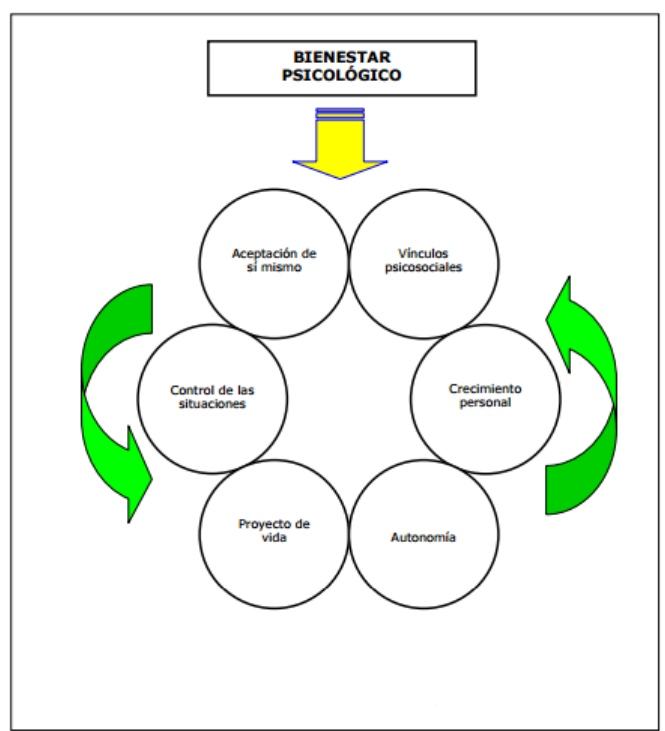 BIENESTAR
PSICOLÓGICO
Aceptación de
sí mismo
Vínculos
psicosociales
Control de las
situaciones
Crecimiento
personal
Proyecto de
vida
Autonomía